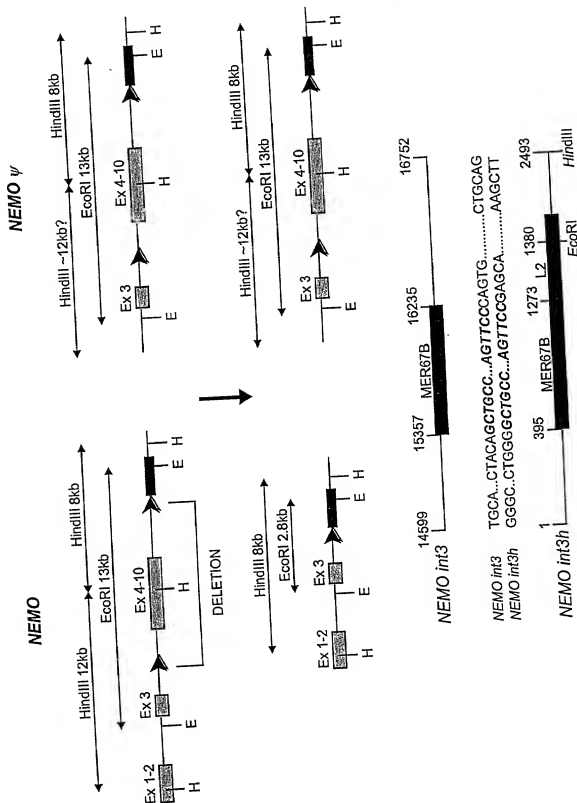 NEMO
NEMO ψ
HindIII 12kb
HindIII 8kb
EcoRI 13kb
Ex 1-2
Ex 3
Ex 4-10
H
E
H
E
H
DELETION
HindIII ~12kb?
HindIII 8kb
EcoRI 13kb
Ex 3
Ex 4-10
E
H
E
H
HindIII 8kb
EcoRI 2.8kb
Ex 1-2
Ex 3
H
E
E
H
HindIII ~12kb?
HindIII 8kb
EcoRI 13kb
Ex 3
Ex 4-10
E
H
E
H
14599
15357
MER67B
16235
16752
NEMO int3
NEMO int3 TGCA...CTACAGCTGCC...AGTTCCCAGTG............CTGCAG
NEMO int3h GGGC..CTGGGGCTGCC...AGTTCCGAGCA............AAGCTT
1
395
MER67B
1273
L2
1380
2493
NEMO int3h
EcoRI
HindIII